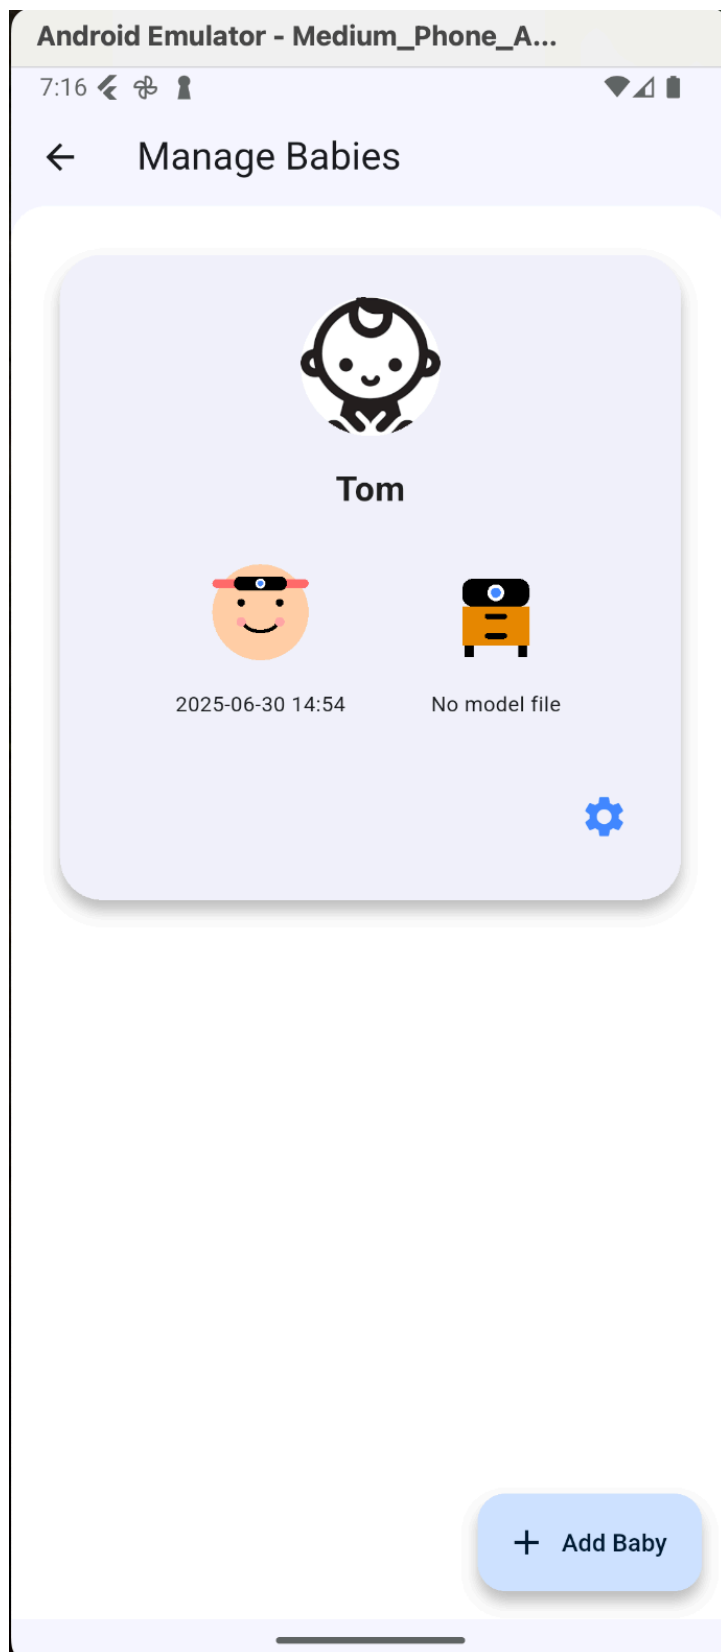 Android Emulator - Medium_Phone_A...
7:16
Manage Babies
Tom
2025-06-30 14:54
No model file
Add Baby